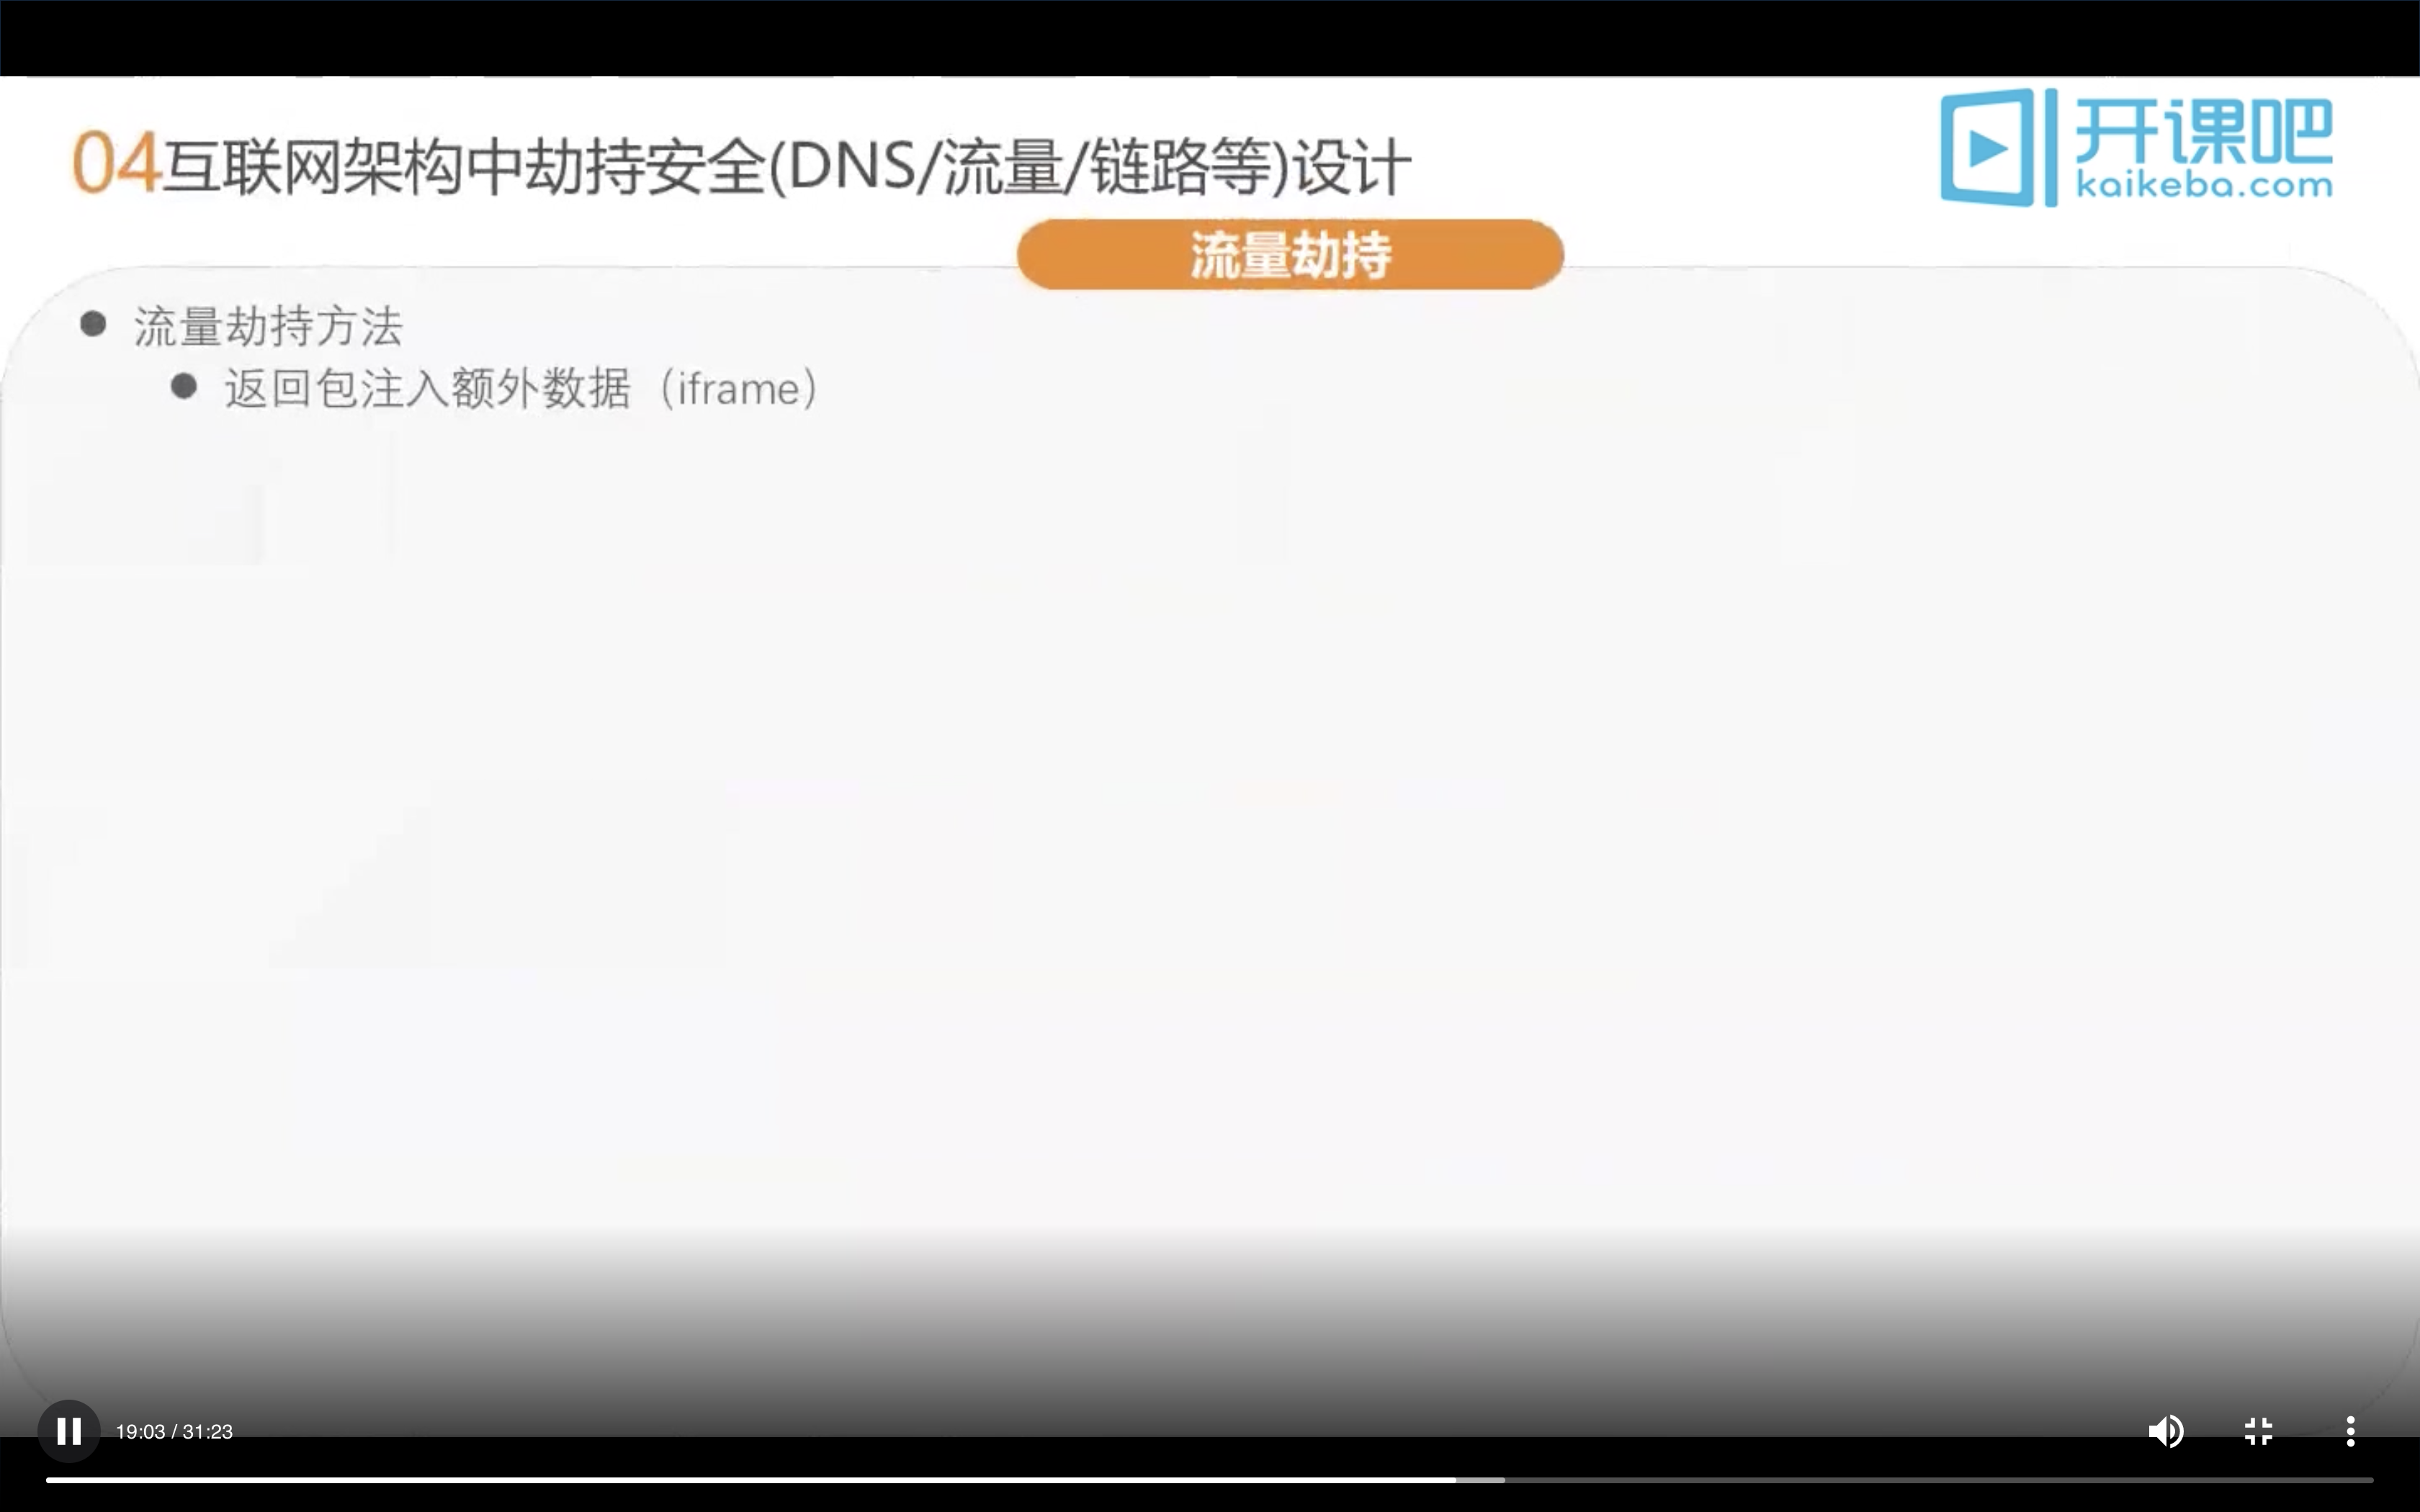 04互联网架构中劫持安全(DNS/流量/链路等)设计
开课吧
kaikeba.com
流量劫持
流量劫持方法
返回包注入额外数据（iframe）
19:03 / 31:23